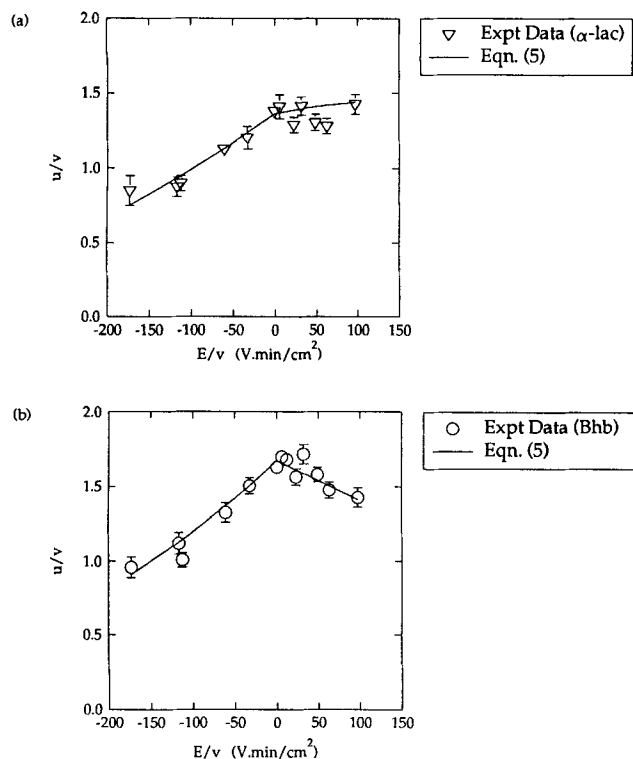 (a)
2.0
1.5
1.0
0.5
0.0
u/v
-200 -150 -100 -50 0 50 100 150
E/v (V.min/cm²)
▽ Expt Data (α-lac)
— Eqn. (5)
(b)
2.0
1.5
1.0
0.5
0.0
u/v
-200 -150 -100 -50 0 50 100 150
E/v (V.min/cm²)
○ Expt Data (Bhb)
— Eqn. (5)